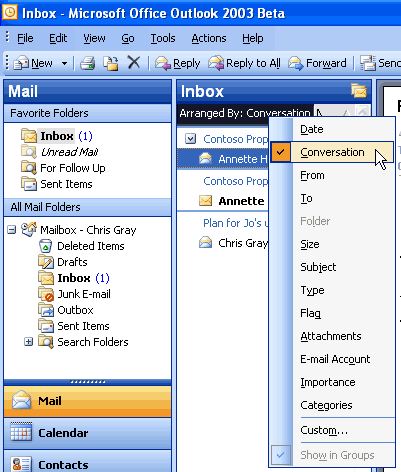 Inbox - Microsoft Office Outlook 2003 Beta
File Edit View Go Tools Actions Help
New Reply Reply to All Forward
Mail
Favorite Folders
Inbox (1)
Unread Mail
For Follow Up
Sent Items
All Mail Folders
Mailbox - Chris Gray
Deleted Items
Drafts
Inbox (1)
Junk E-mail
Outbox
Sent Items
Search Folders
Mail
Calendar
Contacts
Inbox
Arranged By: Conversation
Contoso
Annette
Contoso
Annette
Plan for Jo's
Chris Gray
Date
Conversation
From
To
Folder
Size
Subject
Type
Flag
Attachments
E-mail Account
Importance
Categories
Custom...
Show in Groups